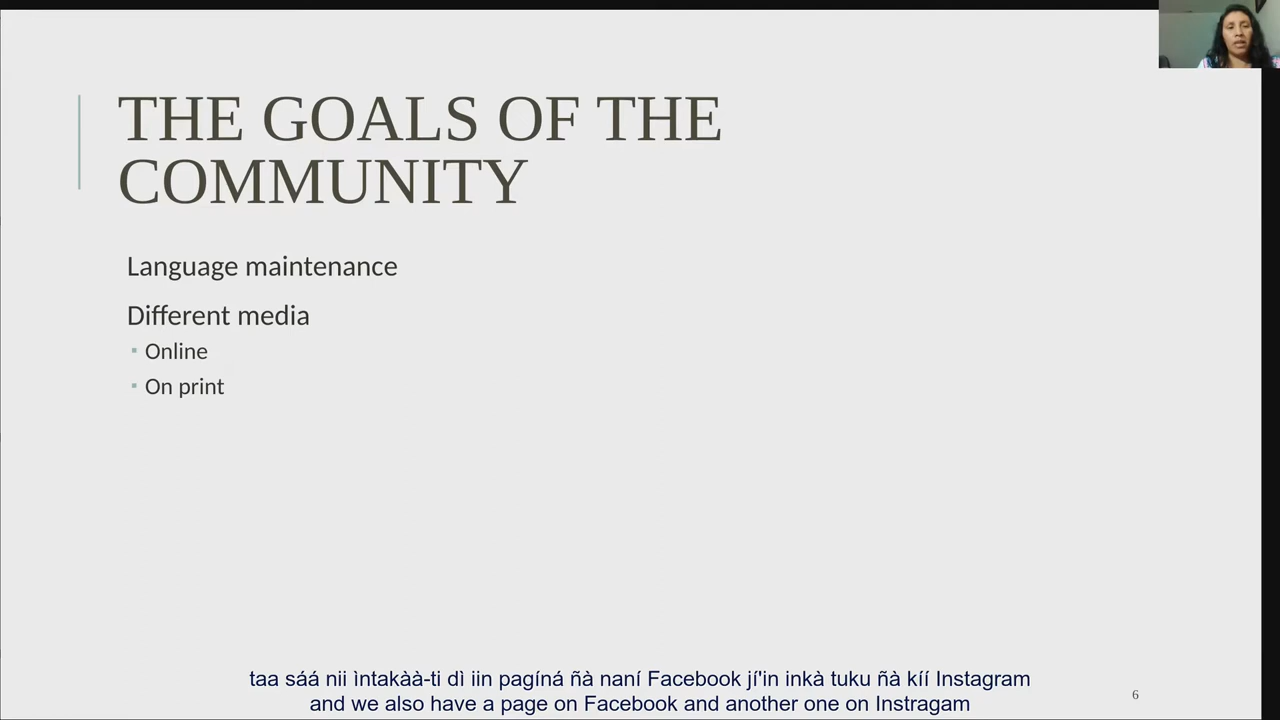 THE GOALS OF THE
COMMUNITY
Language maintenance
Different media
▪ Online
▪ On print
taa sáá nii ìntakàà-ti dì iin pagíná ñà naní Facebook jí'in inkà tuku ñà kíí Instagram
and we also have a page on Facebook and another one on Instragam
6